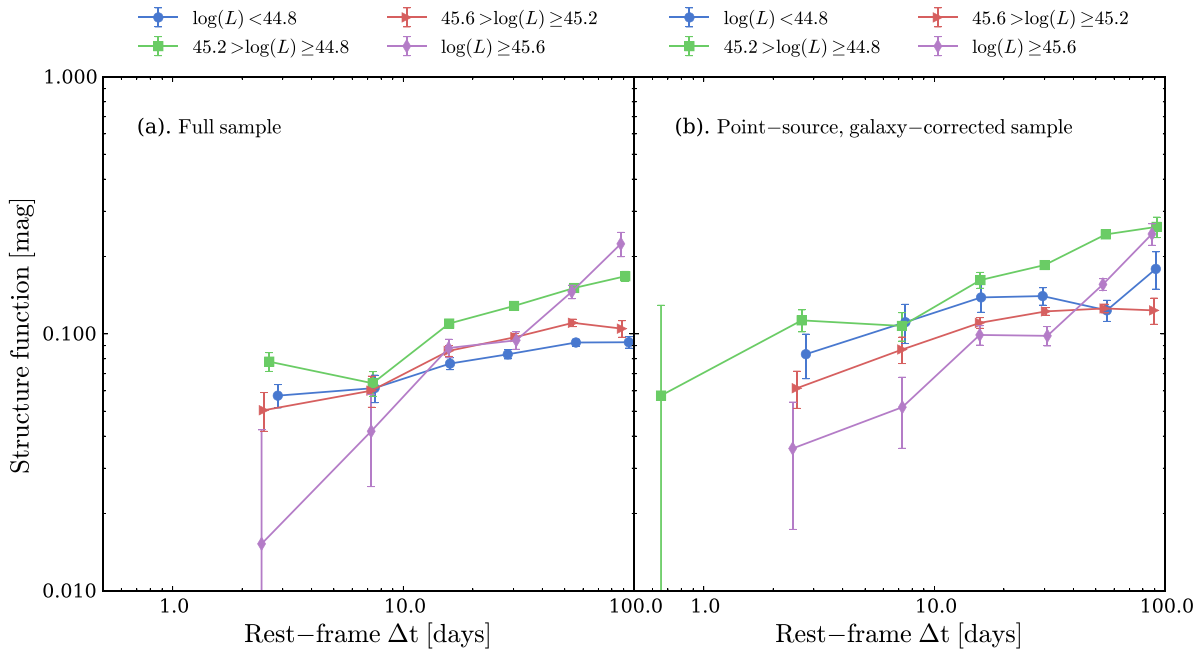 log(L) <44.8
45.6 >log(L) ≥45.2
log(L) <44.8
45.6 >log(L) ≥45.2
45.2 >log(L) ≥44.8
log(L) ≥45.6
45.2 >log(L) ≥44.8
log(L) ≥45.6
1.000
(a). Full sample
(b). Point−source, galaxy−corrected sample
Structure function [mag]
0.100
0.010
1.0
10.0
100.0
1.0
10.0
100.0
Rest−frame Δt [days]
Rest−frame Δt [days]